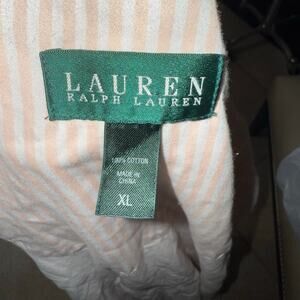 LAUREN
RALPH LAUREN
100% COTTON
MADE IN
CHINA
XL